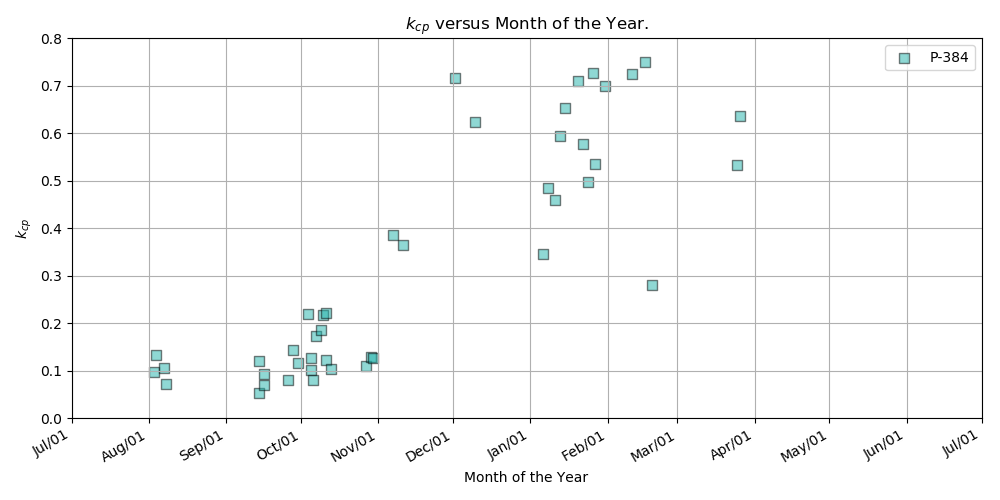 k_cp versus Month of the Year.
P-384
k_cp
0.8
0.7
0.6
0.5
0.4
0.3
0.2
0.1
0.0
Jul/01 Aug/01 Sep/01 Oct/01 Nov/01 Dec/01 Jan/01 Feb/01 Mar/01 Apr/01 May/01 Jun/01 Jul/01
Month of the Year